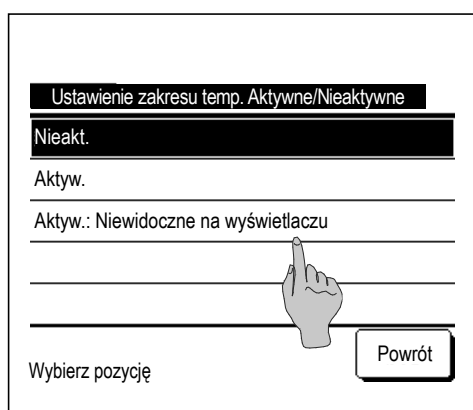 Ustawienie zakresu temp. Aktywne/Nieaktywne
Nieakt.
Aktyw.
Aktyw.: Niewidoczne na wyświetlaczu
Wybierz pozycję
Powrót